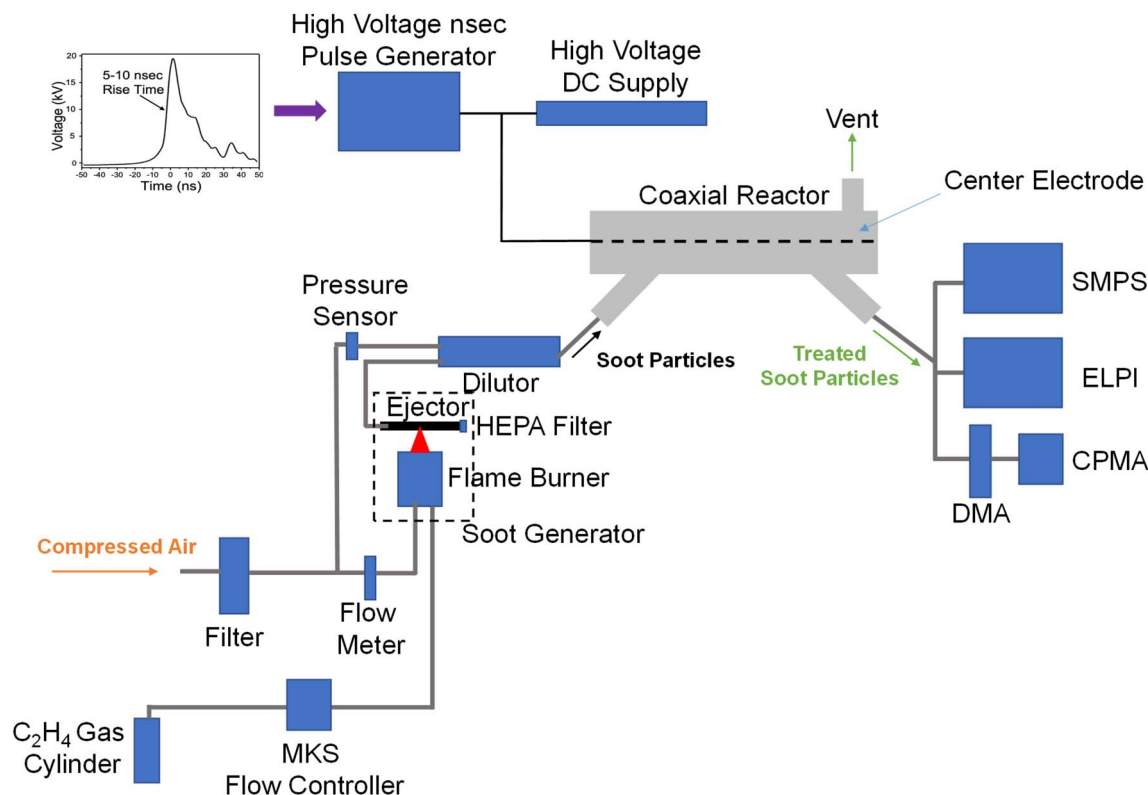 High Voltage nsec
Pulse Generator
High Voltage
DC Supply
20
15
10
5
0
Voltage (kV)
5-10 nsec
Rise Time
-50 -40 -30 -20 -10 0 10 20 30 40 50
Time (ns)
Vent
Coaxial Reactor
Center Electrode
Pressure
Sensor
SMPS
Soot Particles
Treated
Soot Particles
Dilutor
ELPI
Ejector
HEPA Filter
Flame Burner
CPMA
DMA
Soot Generator
Compressed Air
Filter
Flow
Meter
C₂H₄ Gas
Cylinder
MKS
Flow Controller